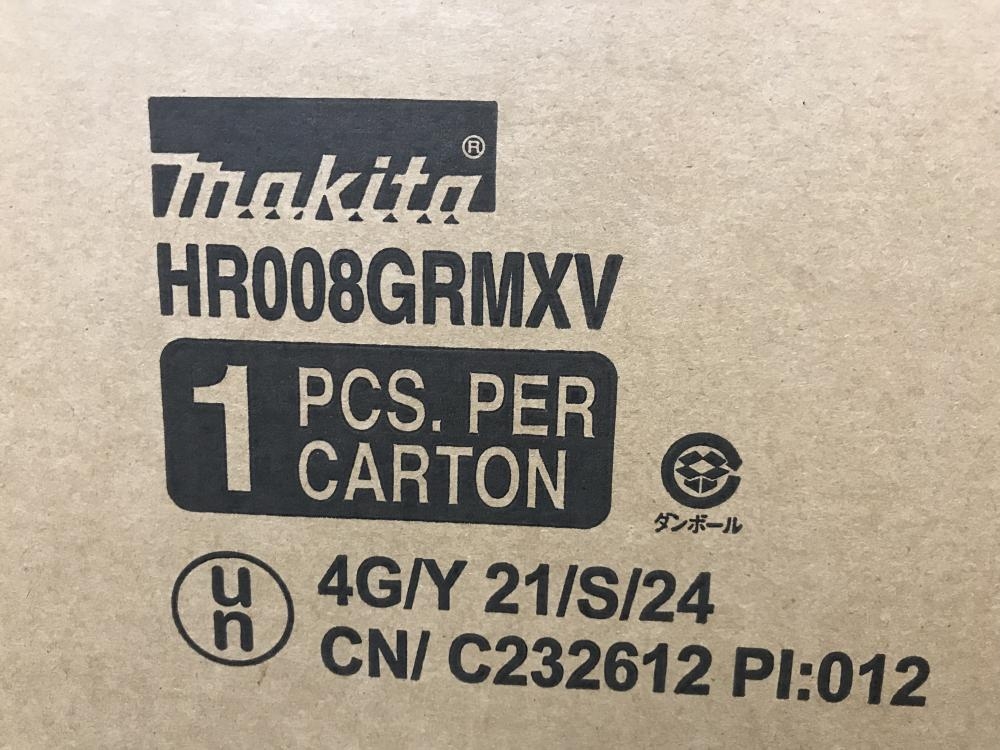 makita®
HR008GRMXV
1 PCS. PER
CARTON
ダンボール
un
4G/Y 21/S/24
CN/ C232612 PI:012